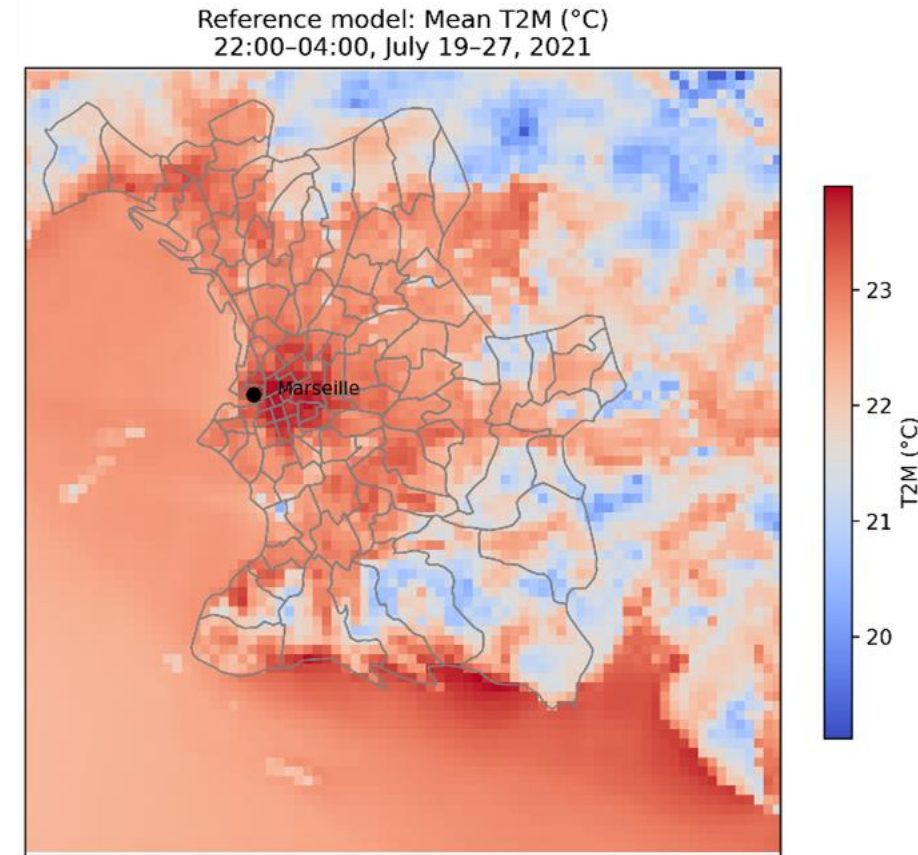 Reference model: Mean T2M (°C)
22:00–04:00, July 19–27, 2021
Marseille
23
22
21
20
T2M (°C)